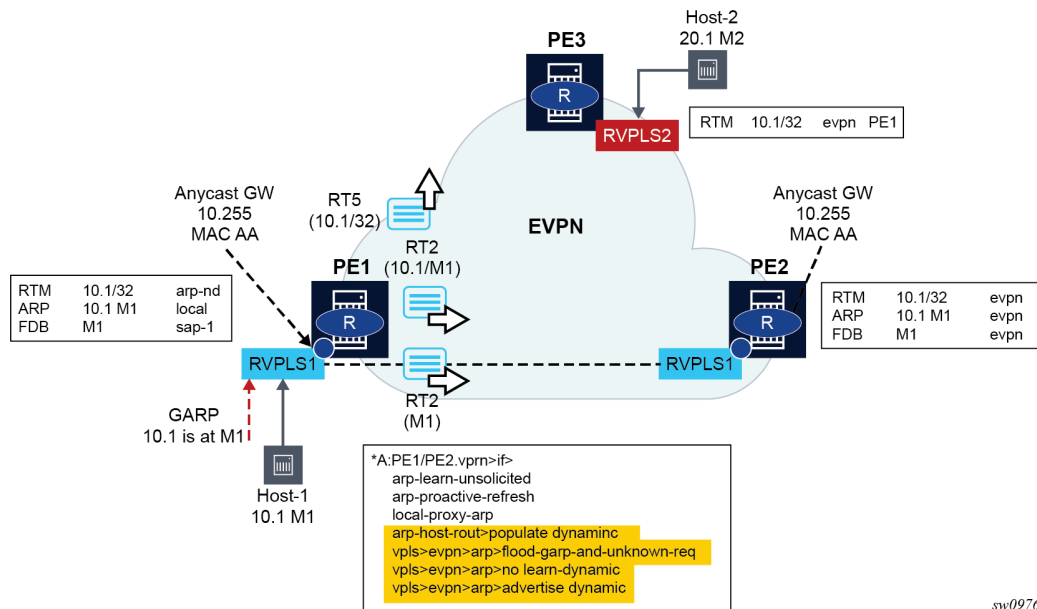 Host-2
20.1 M2
PE3
R
RVPLS2
RTM 10.1/32 evpn PE1
Anycast GW
10.255
MAC AA
RT5
(10.1/32)
EVPN
Anycast GW
10.255
MAC AA
RT2
(10.1/M1)
PE1
PE2
RTM 10.1/32 arp-nd
ARP 10.1 M1 local
FDB M1 sap-1
R
R
RTM 10.1/32 evpn
ARP 10.1 M1 evpn
FDB M1 evpn
RVPLS1
RVPLS1
RT2
(M1)
GARP
10.1 is at M1
Host-1
10.1 M1
*A:PE1/PE2.vprn>if>
arp-learn-unsolicited
arp-proactive-refresh
local-proxy-arp
arp-host-rout>populate dynaminc
vpls>evpn>arp>flood-garp-and-unknown-req
vpls>evpn>arp>no learn-dynamic
vpls>evpn>arp>advertise dynamic